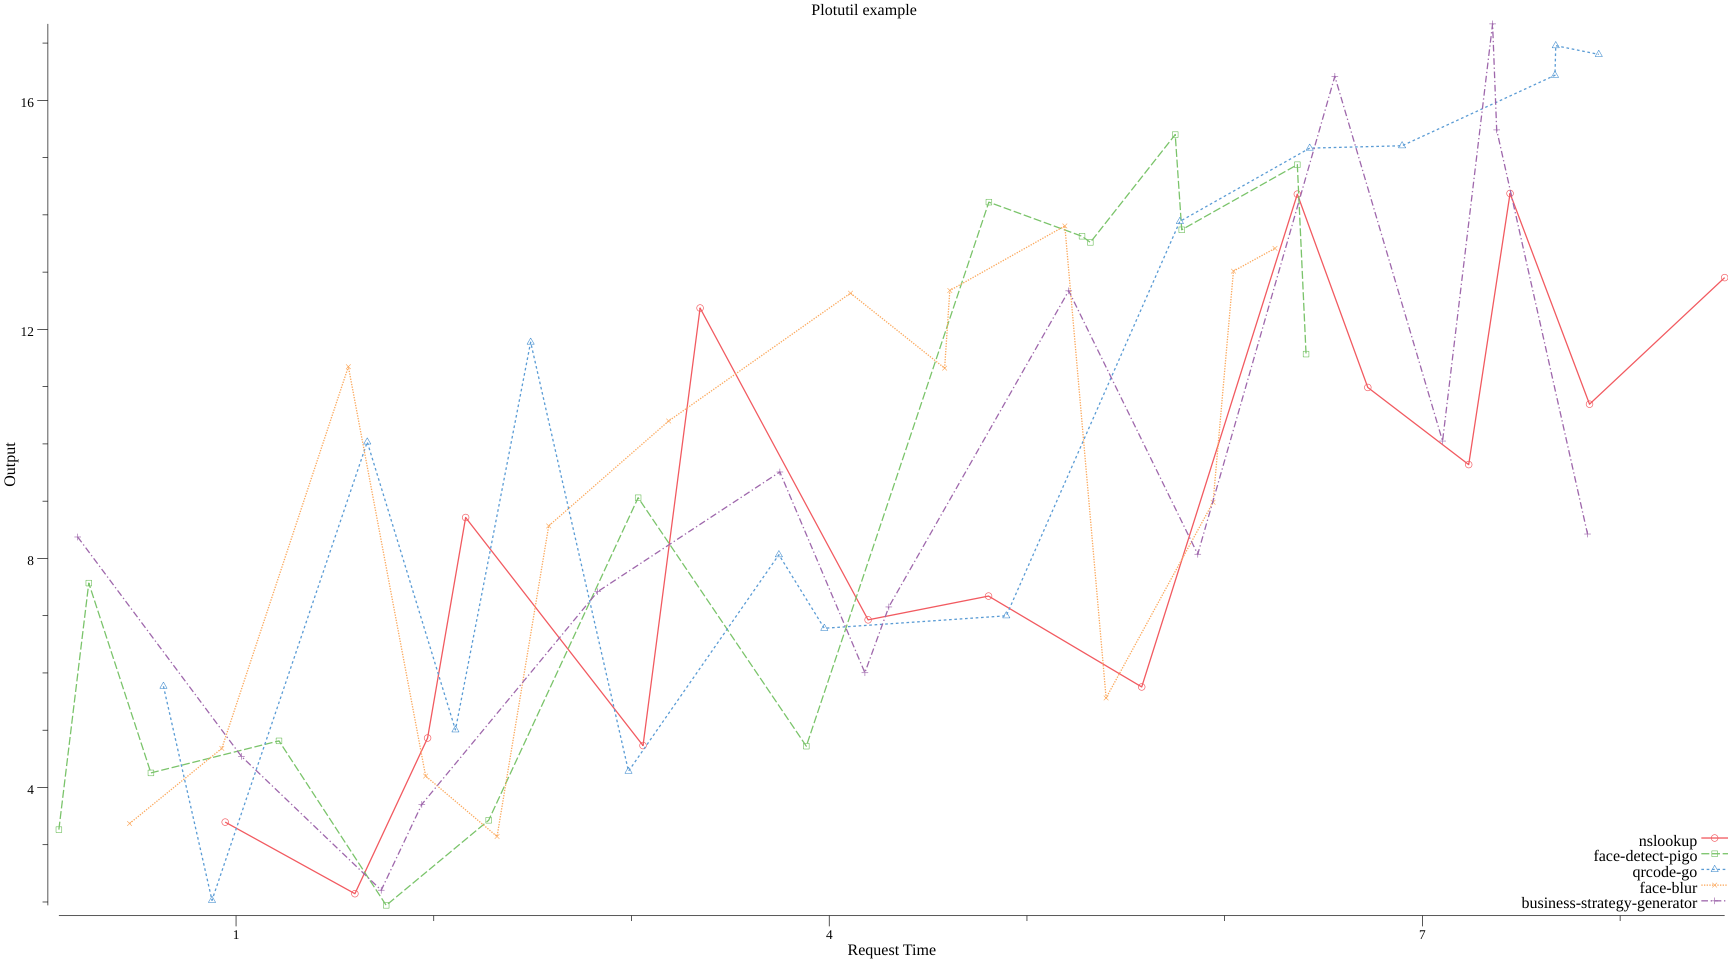 Plotutil example
16
12
8
4
Output
1
4
7
Request Time
nslookup
face-detect-pigo
qrcode-go
face-blur
business-strategy-generator